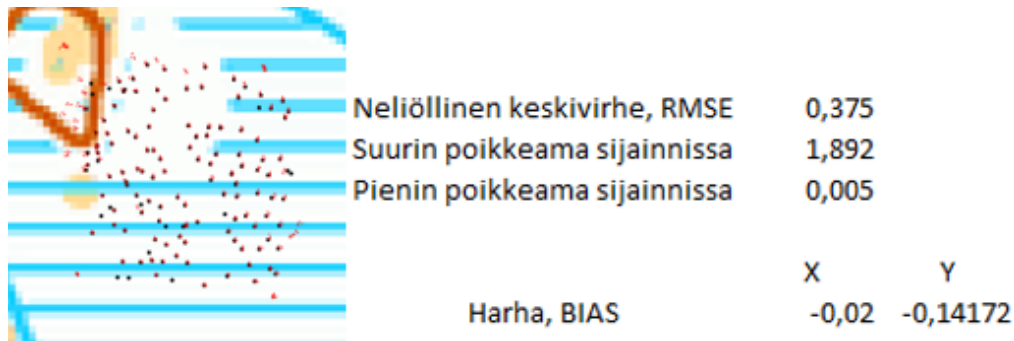 Neliöllinen keskivirhe, RMSE 0,375
Suurin poikkeama sijainnissa 1,892
Pienin poikkeama sijainnissa 0,005
X Y
Harha, BIAS -0,02 -0,14172